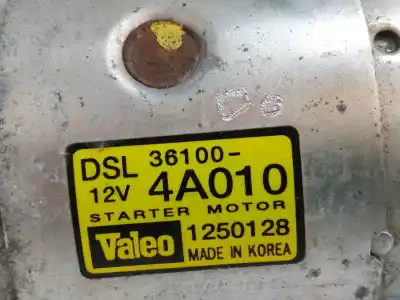 DSL 36100-
12V 4A010
STARTER MOTOR
Valeo 1250128
MADE IN KOREA